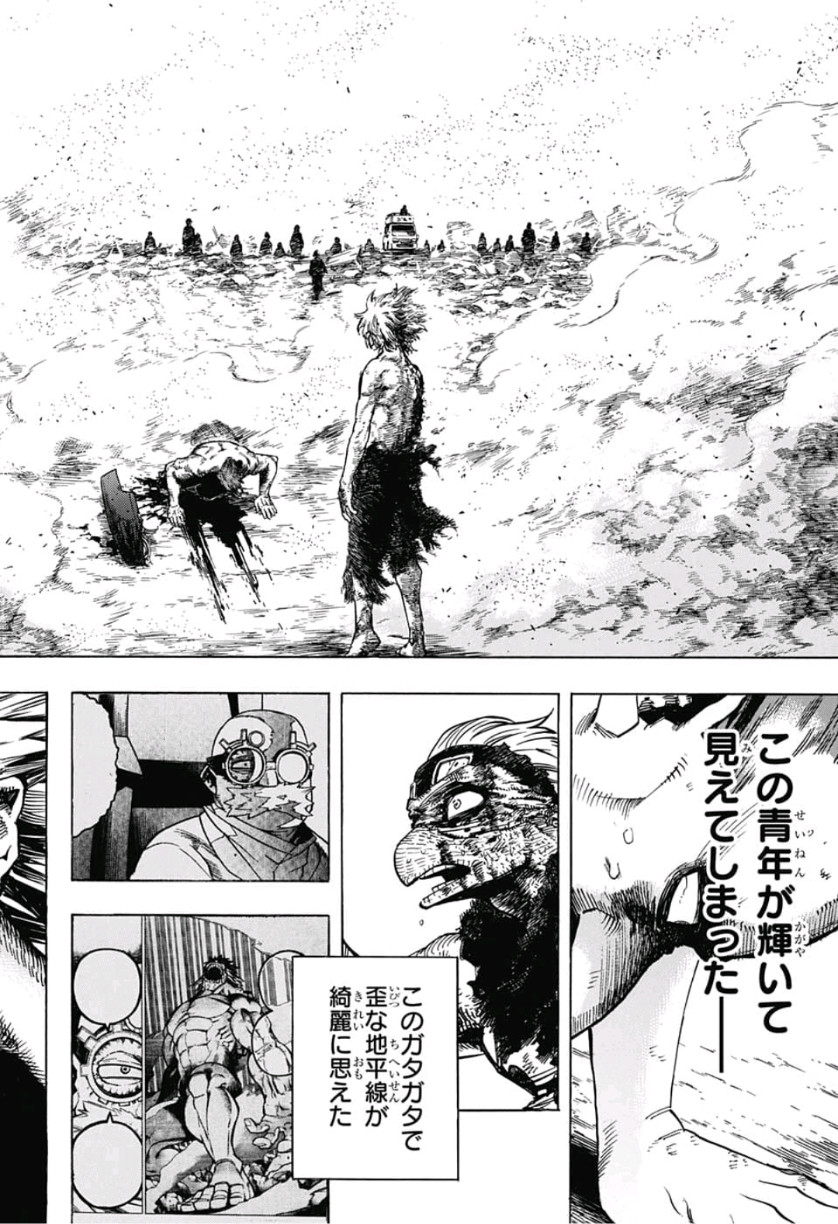 この青年が輝いて
見えてしまった――
このガタガタで
歪な地平線が
綺麗に思えた